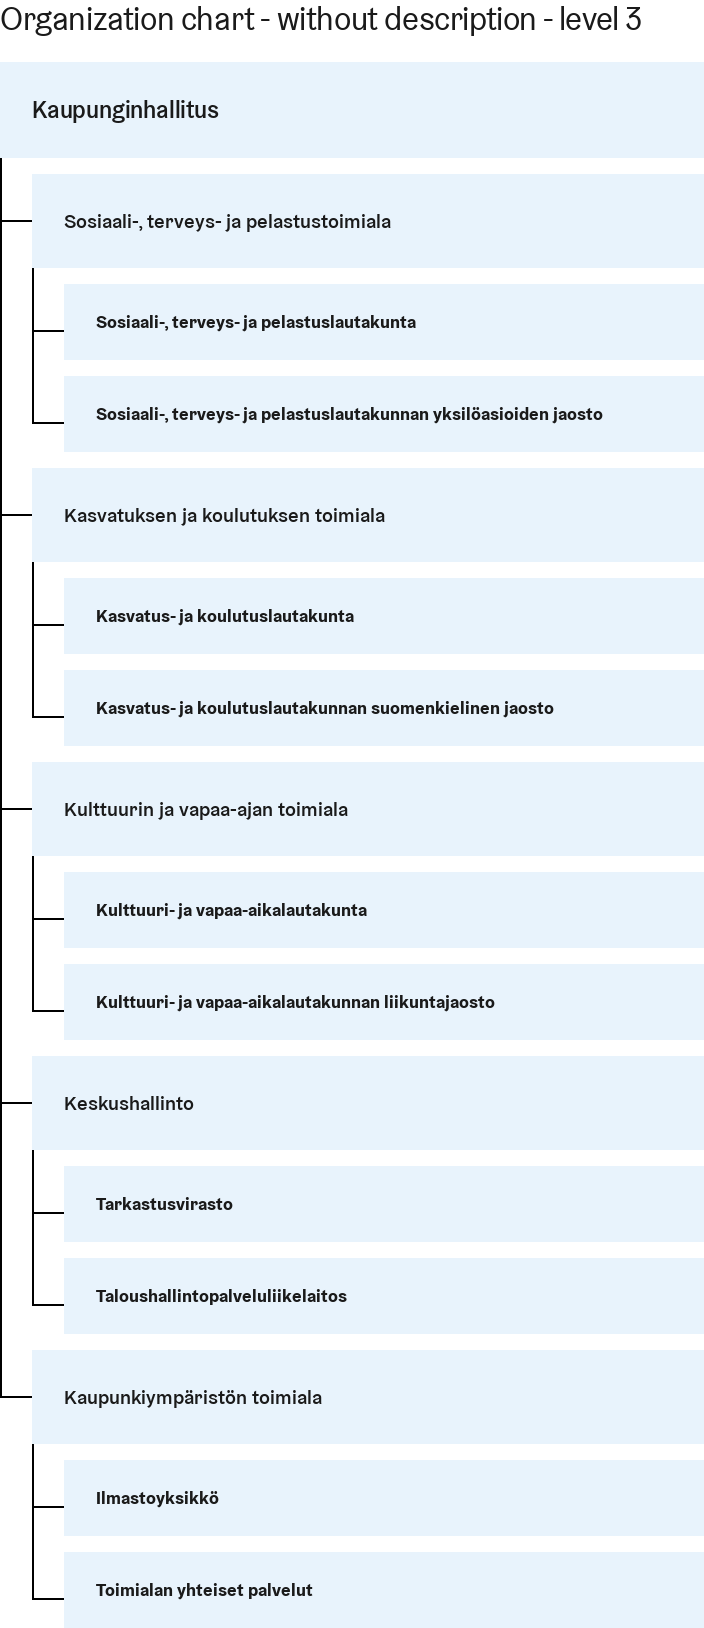 Organization chart - without description - level 3
Kaupunginhallitus
Sosiaali-, terveys- ja pelastustoimiala
Sosiaali-, terveys- ja pelastuslautakunta
Sosiaali-, terveys- ja pelastuslautakunnan yksilöasioiden jaosto
Kasvatuksen ja koulutuksen toimiala
Kasvatus- ja koulutuslautakunta
Kasvatus- ja koulutuslautakunnan suomenkielinen jaosto
Kulttuurin ja vapaa-ajan toimiala
Kulttuuri- ja vapaa-aikalautakunta
Kulttuuri- ja vapaa-aikalautakunnan liikuntajaosto
Keskushallinto
Tarkastusvirasto
Taloushallintopalveluliikelaitos
Kaupunkiympäristön toimiala
Ilmastoyksikkö
Toimialan yhteiset palvelut